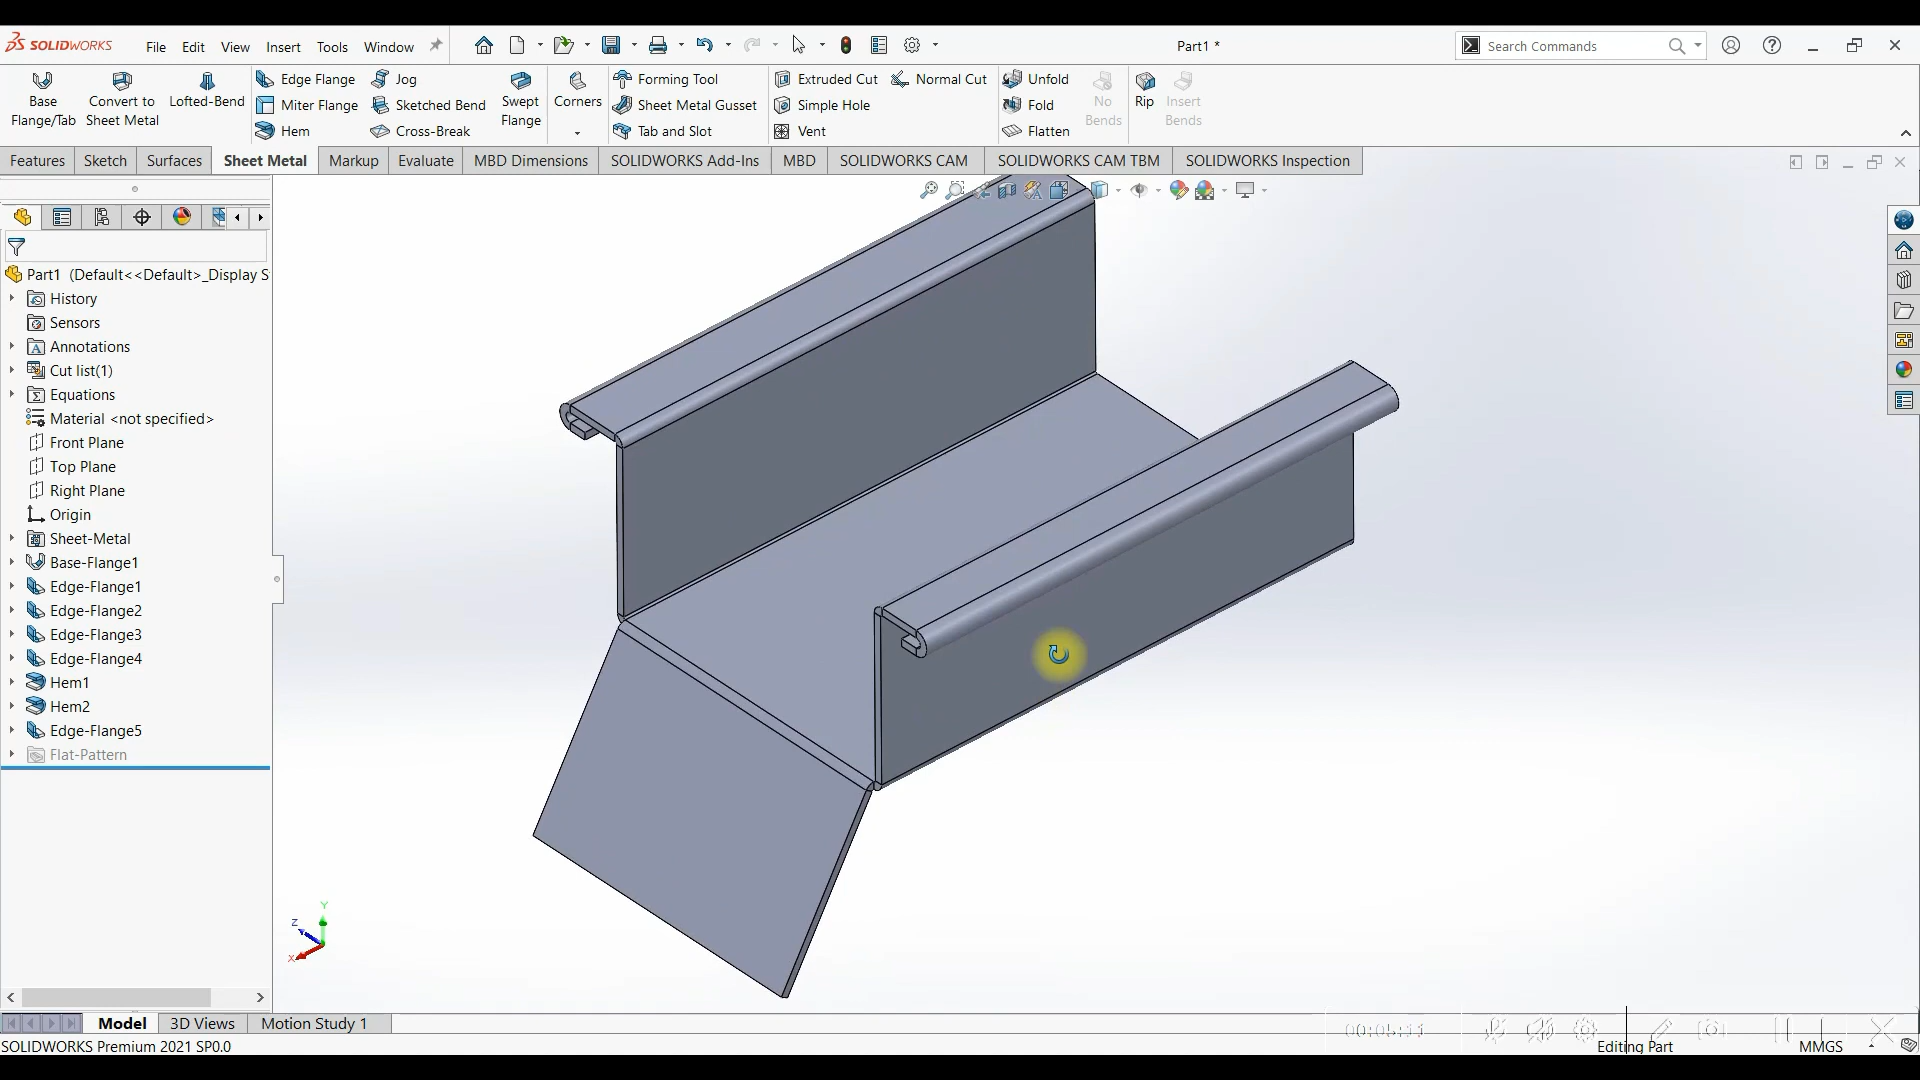 SOLIDWORKS File Edit View Insert Tools Window Part1 * Search Commands
Base Flange/Tab
Convert to Sheet Metal
Lofted-Bend
Edge Flange
Miter Flange
Hem
Jog
Sketched Bend
Cross-Break
Swept Flange
Corners
Forming Tool
Sheet Metal Gusset
Tab and Slot
Extruded Cut
Simple Hole
Vent
Normal Cut
Unfold
Fold
Flatten
No Bends
Rip
Insert Bends
Features Sketch Surfaces Sheet Metal Markup Evaluate MBD Dimensions SOLIDWORKS Add-Ins MBD SOLIDWORKS CAM SOLIDWORKS CAM TBM SOLIDWORKS Inspection
Part1 (Default<<Default>_Display S
History
Sensors
Annotations
Cut list(1)
Equations
Material <not specified>
Front Plane
Top Plane
Right Plane
Origin
Sheet-Metal
Base-Flange1
Edge-Flange1
Edge-Flange2
Edge-Flange3
Edge-Flange4
Hem1
Hem2
Edge-Flange5
Flat-Pattern
Y
Z
X
Model 3D Views Motion Study 1
SOLIDWORKS Premium 2021 SP0.0 Editing Part MMGS